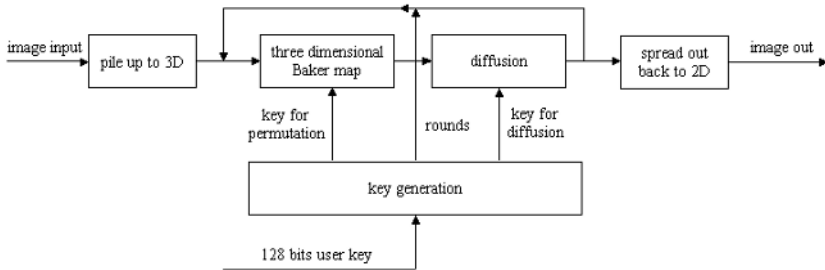 image input
pile up to 3D
three dimensional
Baker map
diffusion
spread out
back to 2D
image out
key for
permutation
rounds
key for
diffusion
key generation
128 bits user key